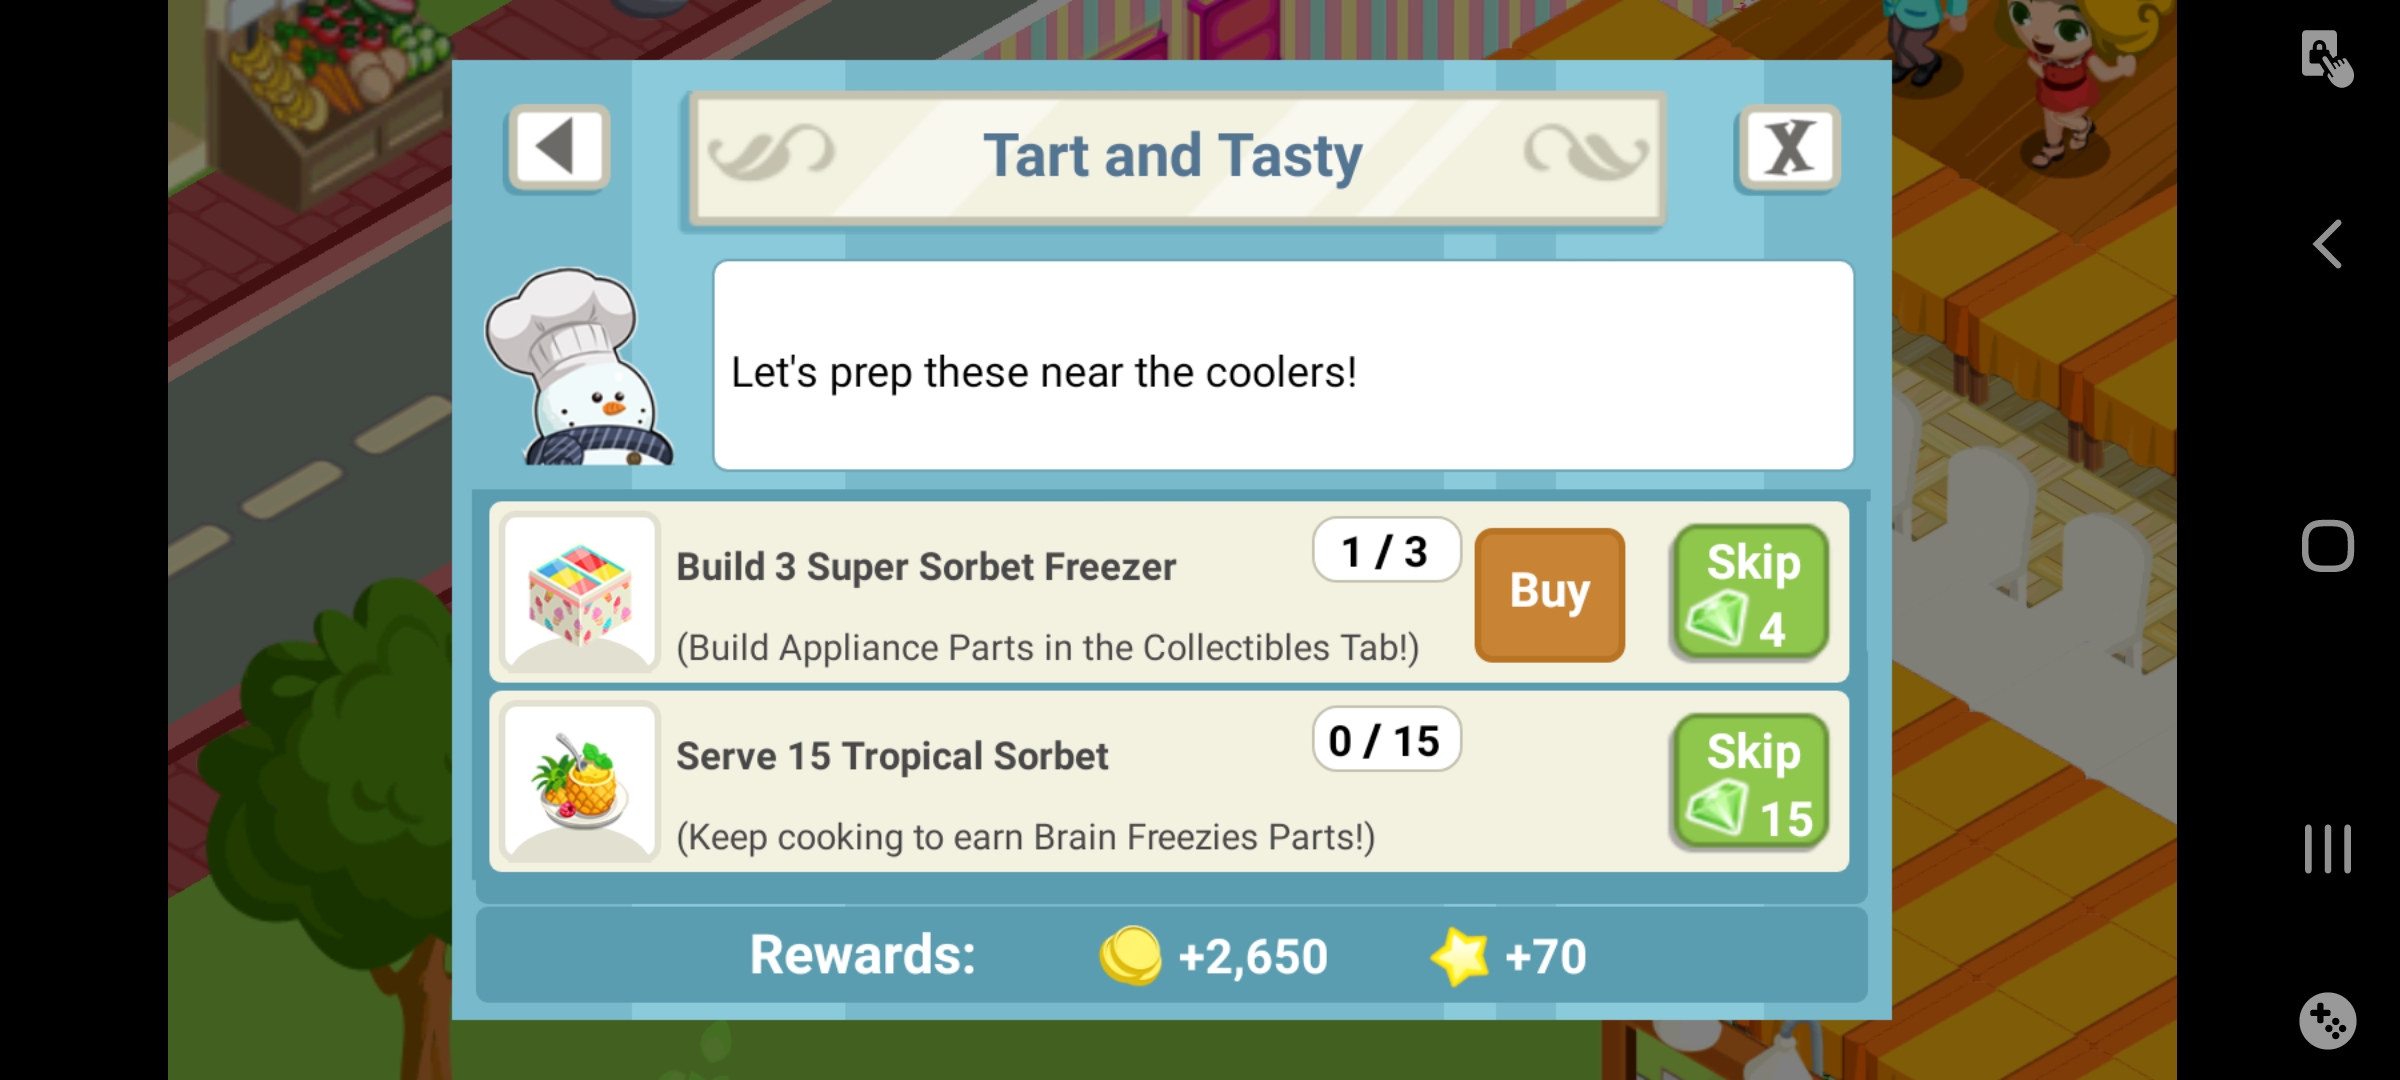 Tart and Tasty
X
Let's prep these near the coolers!
Build 3 Super Sorbet Freezer
1 / 3
Buy
Skip
4
(Build Appliance Parts in the Collectibles Tab!)
Serve 15 Tropical Sorbet
0 / 15
Skip
15
(Keep cooking to earn Brain Freezies Parts!)
Rewards: +2,650 +70